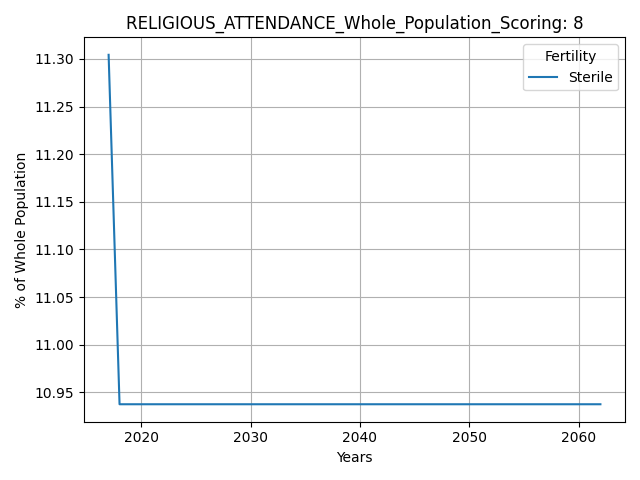 RELIGIOUS_ATTENDANCE_Whole_Population_Scoring: 8
Fertility
Sterile
% of Whole Population
11.30
11.25
11.20
11.15
11.10
11.05
11.00
10.95
2020 2030 2040 2050 2060
Years